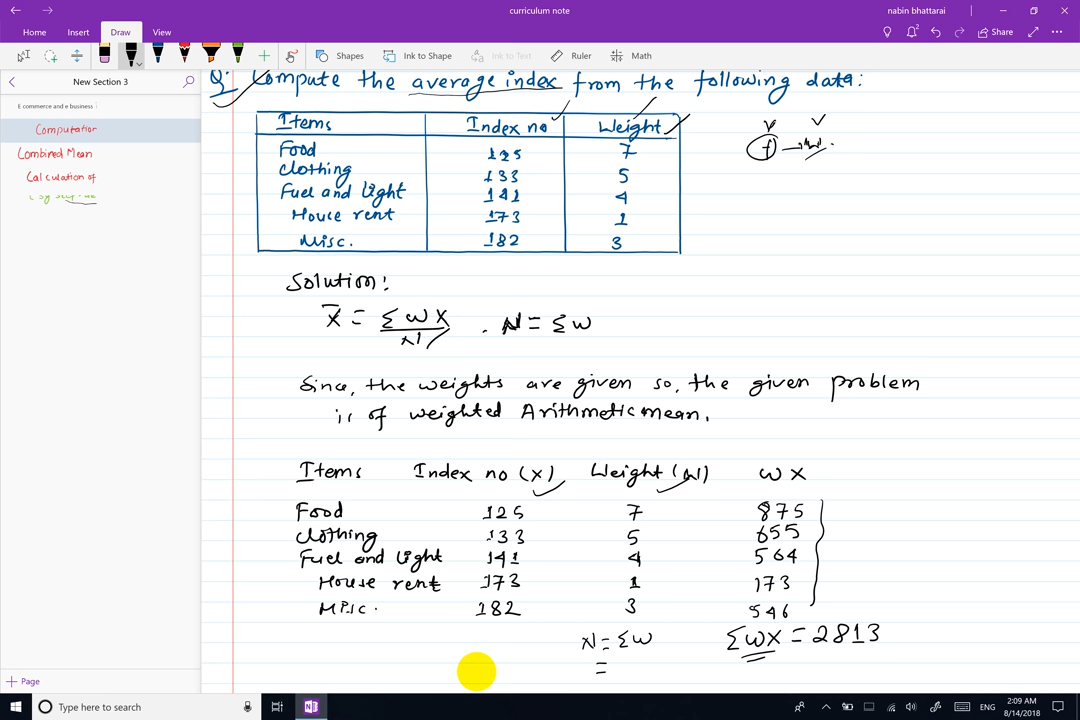 curriculum note
nabin bhattarai
Home Insert Draw View
Share
Shapes Ink to Shape Ink to Text Ruler Math
New Section 3
E commerce and e business :
Computation
Combined Mean
Calculation of
Page
Q. Compute the average index from the following data:
Items Index no Weight
Food 125 7
Clothing 133 5
Fuel and light 141 4
House rent 173 1
Misc. 182 3
f → w
Solution:
X̄ = ΣWX / N . N = ΣW
Since, the weights are given so, the given problem
is of weighted Arithmetic mean.
Items Index no (X) Weight (W) WX
Food 125 7 875
Clothing 133 5 655
Fuel and light 141 4 564
House rent 173 1 173
Misc. 182 3 546
N = ΣW ΣWX = 2813
=
Type here to search
ENG
2:09 AM
8/14/2018